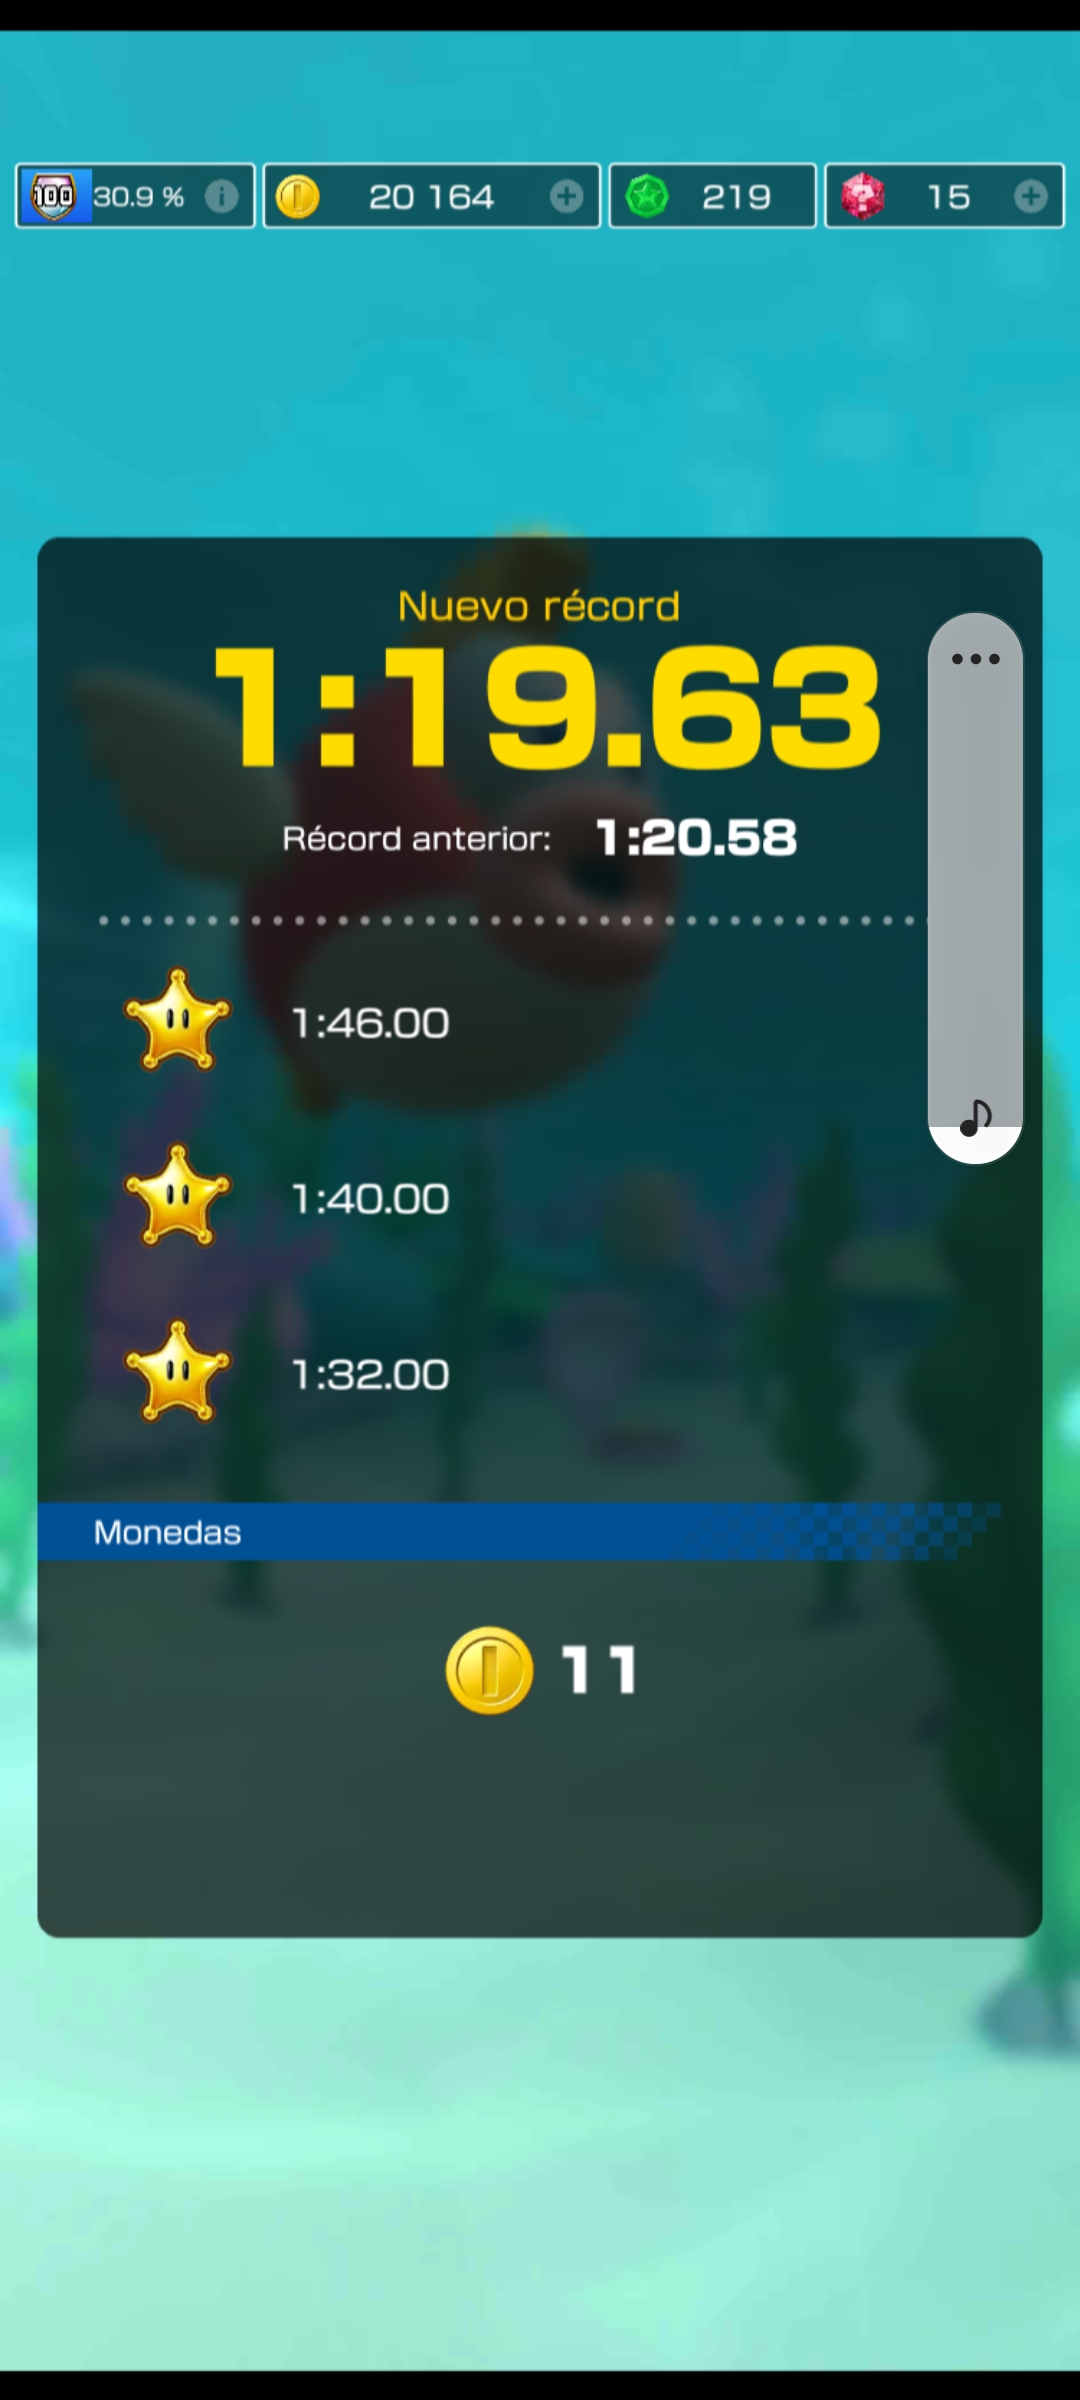 100 30.9 % i 20 164 + 219 ? 15 +
Nuevo récord
1:19.63
Récord anterior: 1:20.58
1:46.00
1:40.00
1:32.00
Monedas
11